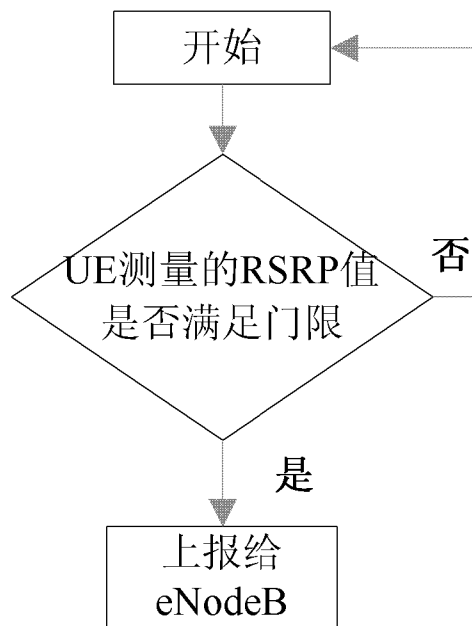 开始
UE测量的RSRP值
是否满足门限
否
是
上报给
eNodeB